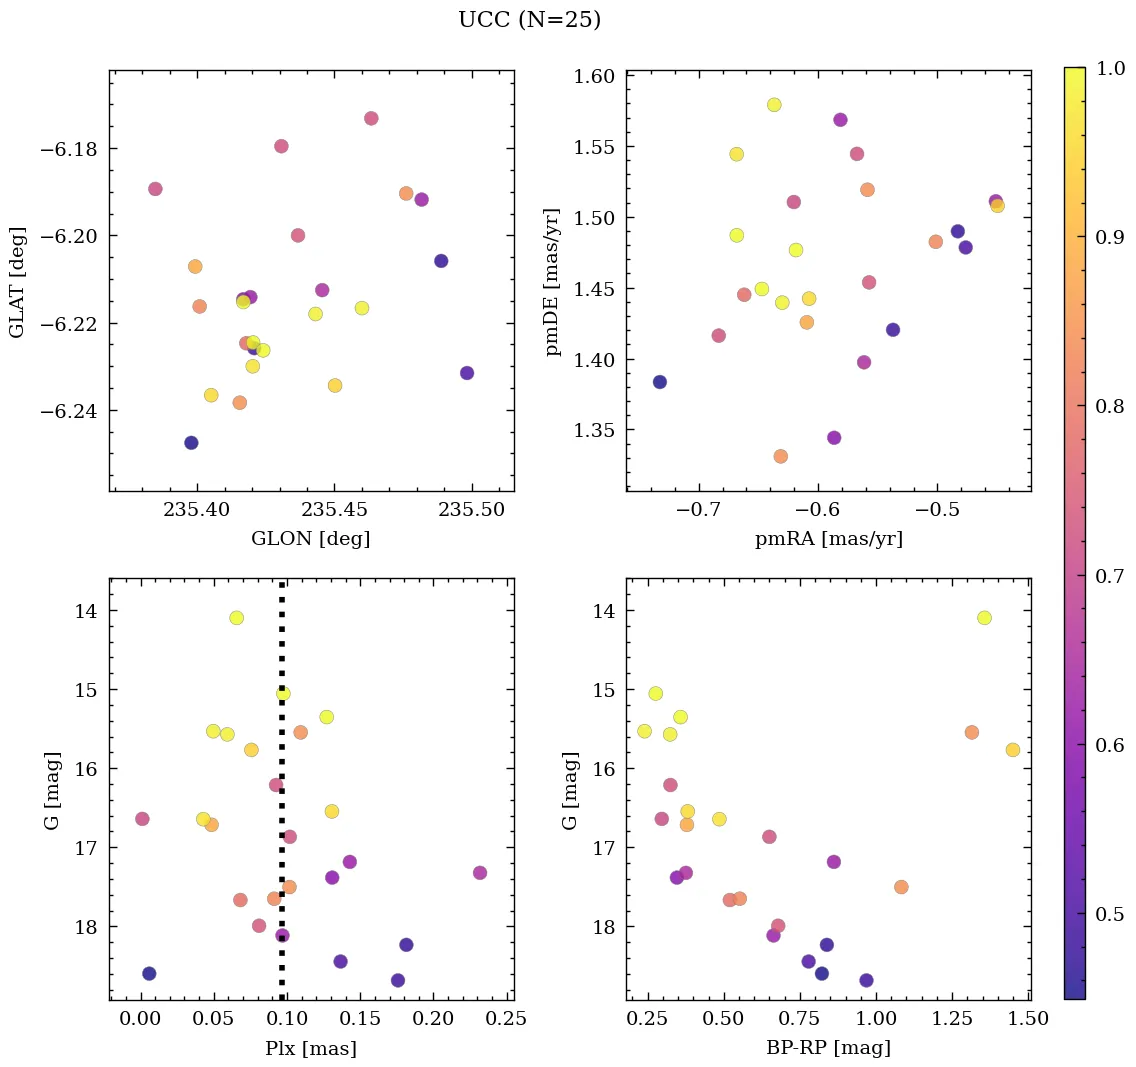 UCC (N=25)
−6.18
−6.20
−6.22
−6.24
GLAT [deg]
235.40 235.45 235.50
GLON [deg]
1.60
1.55
1.50
1.45
1.40
1.35
pmDE [mas/yr]
−0.7 −0.6 −0.5
pmRA [mas/yr]
14
15
16
17
18
G [mag]
0.00 0.05 0.10 0.15 0.20 0.25
Plx [mas]
14
15
16
17
18
G [mag]
0.25 0.50 0.75 1.00 1.25 1.50
BP-RP [mag]
1.0
0.9
0.8
0.7
0.6
0.5